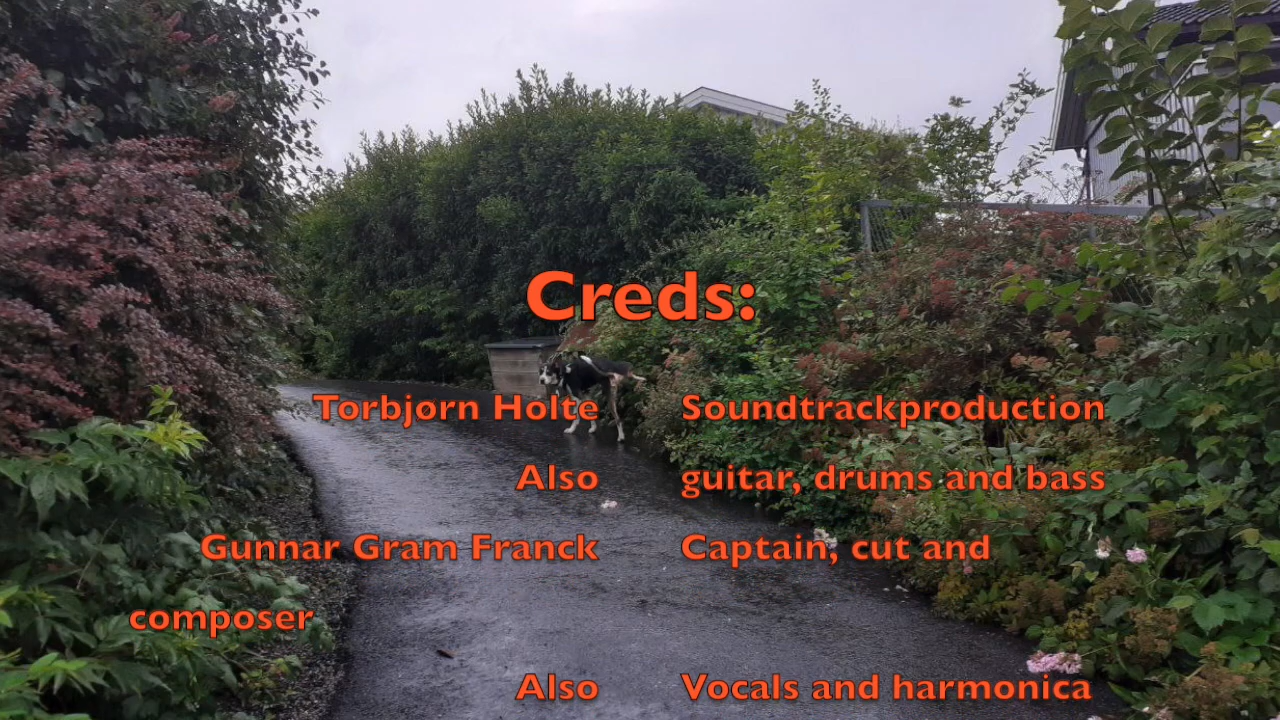 Creds:
Torbjørn Holte Soundtrackproduction
Also guitar, drums and bass
Gunnar Gram Franck Captain, cut and
composer
Also Vocals and harmonica